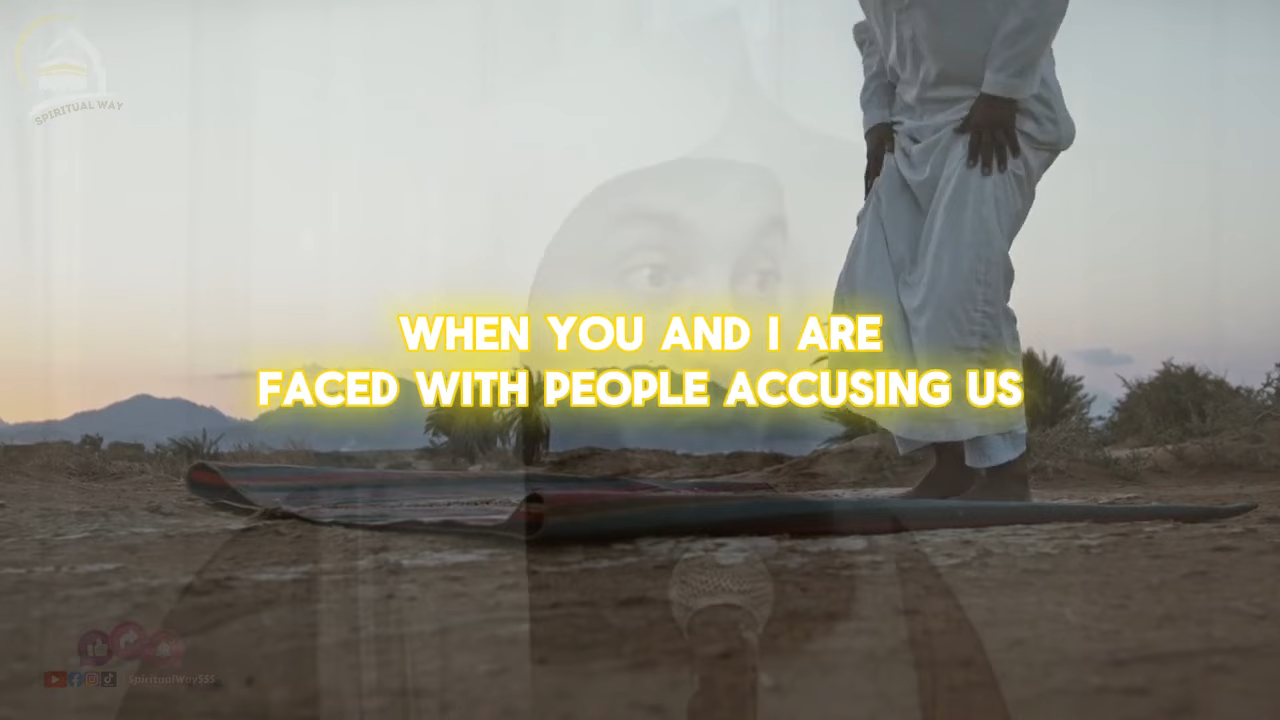 SPIRITUAL WAY
WHEN YOU AND I ARE
FACED WITH PEOPLE ACCUSING US
SpiritualWay555